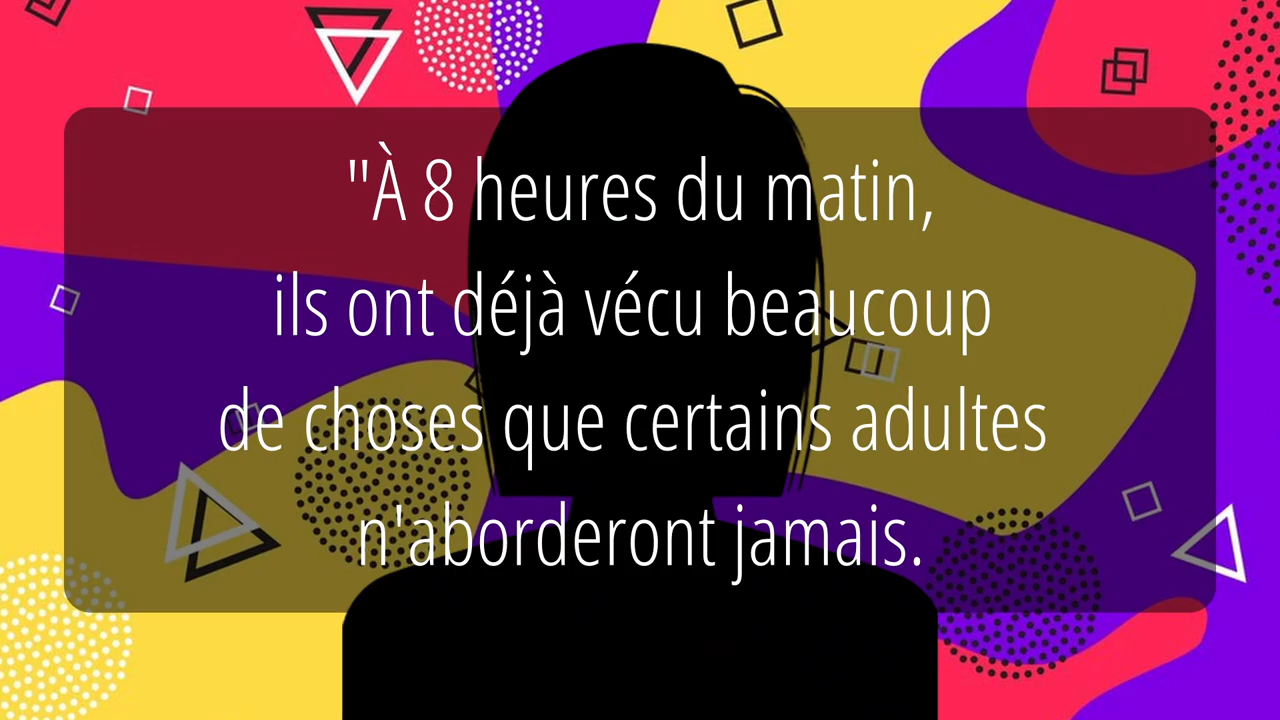 "À 8 heures du matin,
ils ont déjà vécu beaucoup
de choses que certains adultes
n'aborderont jamais.